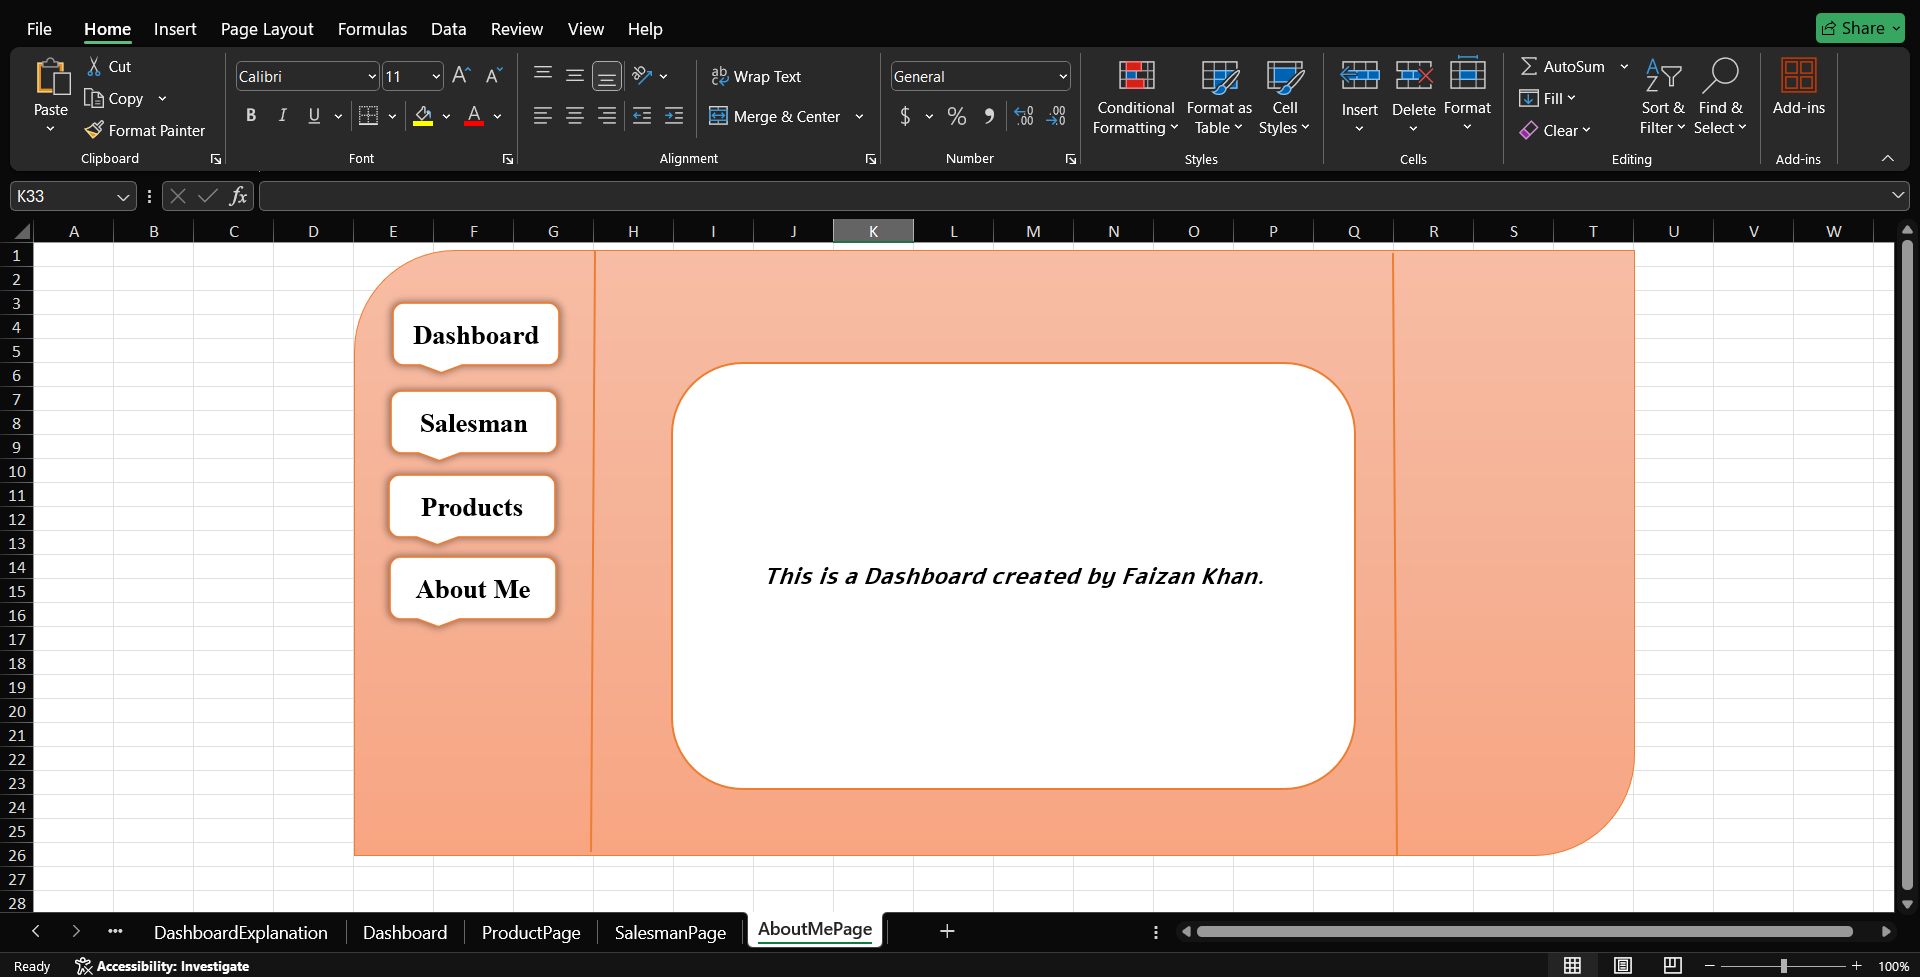 File Home Insert Page Layout Formulas Data Review View Help Share
Cut
Copy
Format Painter
Paste
Clipboard
Calibri 11 A A
B I U A
Font
Wrap Text
Merge & Center
Alignment
General
$ % , .00 .00
Number
Conditional Formatting
Format as Table
Cell Styles
Styles
Insert Delete Format
Cells
AutoSum
Fill
Clear
Sort & Filter
Find & Select
Editing
Add-ins
Add-ins
K33 fx
A B C D E F G H I J K L M N O P Q R S T U V W
1
2
3
4
5
6
7
8
9
10
11
12
13
14
15
16
17
18
19
20
21
22
23
24
25
26
27
28
Dashboard
Salesman
Products
About Me
This is a Dashboard created by Faizan Khan.
DashboardExplanation Dashboard ProductPage SalesmanPage AboutMePage
Ready Accessibility: Investigate 100%